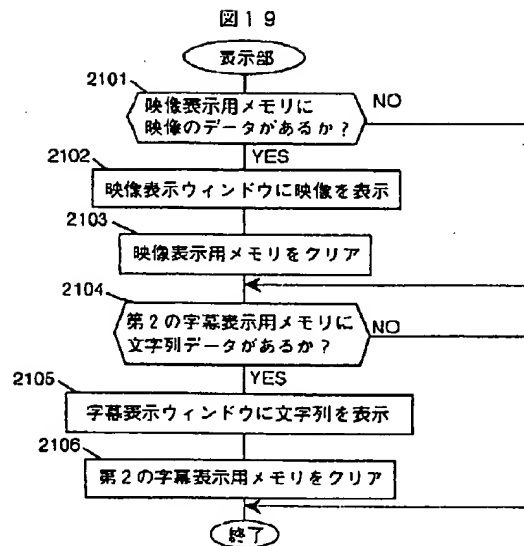 図19
表示部
2101
映像表示用メモリに
映像のデータがあるか?
NO
YES
2102
映像表示ウィンドウに映像を表示
2103
映像表示用メモリをクリア
2104
第2の字幕表示用メモリに
文字列データがあるか?
NO
YES
2105
字幕表示ウィンドウに文字列を表示
2106
第2の字幕表示用メモリをクリア
終了